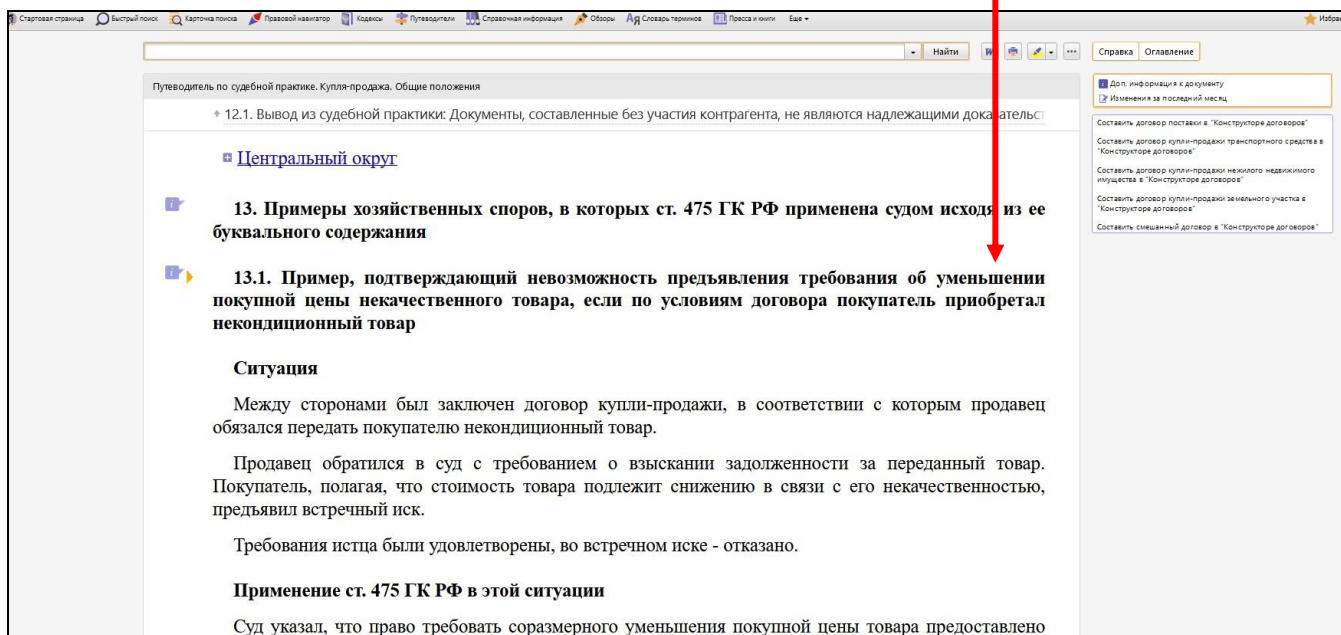 Стартовая страница Быстрый поиск Карточка поиска Правовой навигатор Кодексы Путеводители Справочная информация Обзоры Словарь терминов Пресса и книги Еще Избран
Найти
Справка Оглавление
Путеводитель по судебной практике. Купля-продажа. Общие положения
12.1. Вывод из судебной практики: Документы, составленные без участия контрагента, не являются надлежащими доказательст
Центральный округ
13. Примеры хозяйственных споров, в которых ст. 475 ГК РФ применена судом исходя из ее
буквального содержания
13.1. Пример, подтверждающий невозможность предъявления требования об уменьшении
покупной цены некачественного товара, если по условиям договора покупатель приобретал
некондиционный товар
Ситуация
Между сторонами был заключен договор купли-продажи, в соответствии с которым продавец
обязался передать покупателю некондиционный товар.
Продавец обратился в суд с требованием о взыскании задолженности за переданный товар.
Покупатель, полагая, что стоимость товара подлежит снижению в связи с его некачественностью,
предъявил встречный иск.
Требования истца были удовлетворены, во встречном иске - отказано.
Применение ст. 475 ГК РФ в этой ситуации
Суд указал, что право требовать соразмерного уменьшения покупной цены товара предоставлено
Доп. информация к документу
Изменения за последний месяц
Составить договор поставки в "Конструкторе договоров"
Составить договор купли-продажи транспортного средства в
"Конструкторе договоров"
Составить договор купли-продажи нежилого недвижимого
имущества в "Конструкторе договоров"
Составить договор купли-продажи земельного участка в
"Конструкторе договоров"
Составить смешанный договор в "Конструкторе договоров"